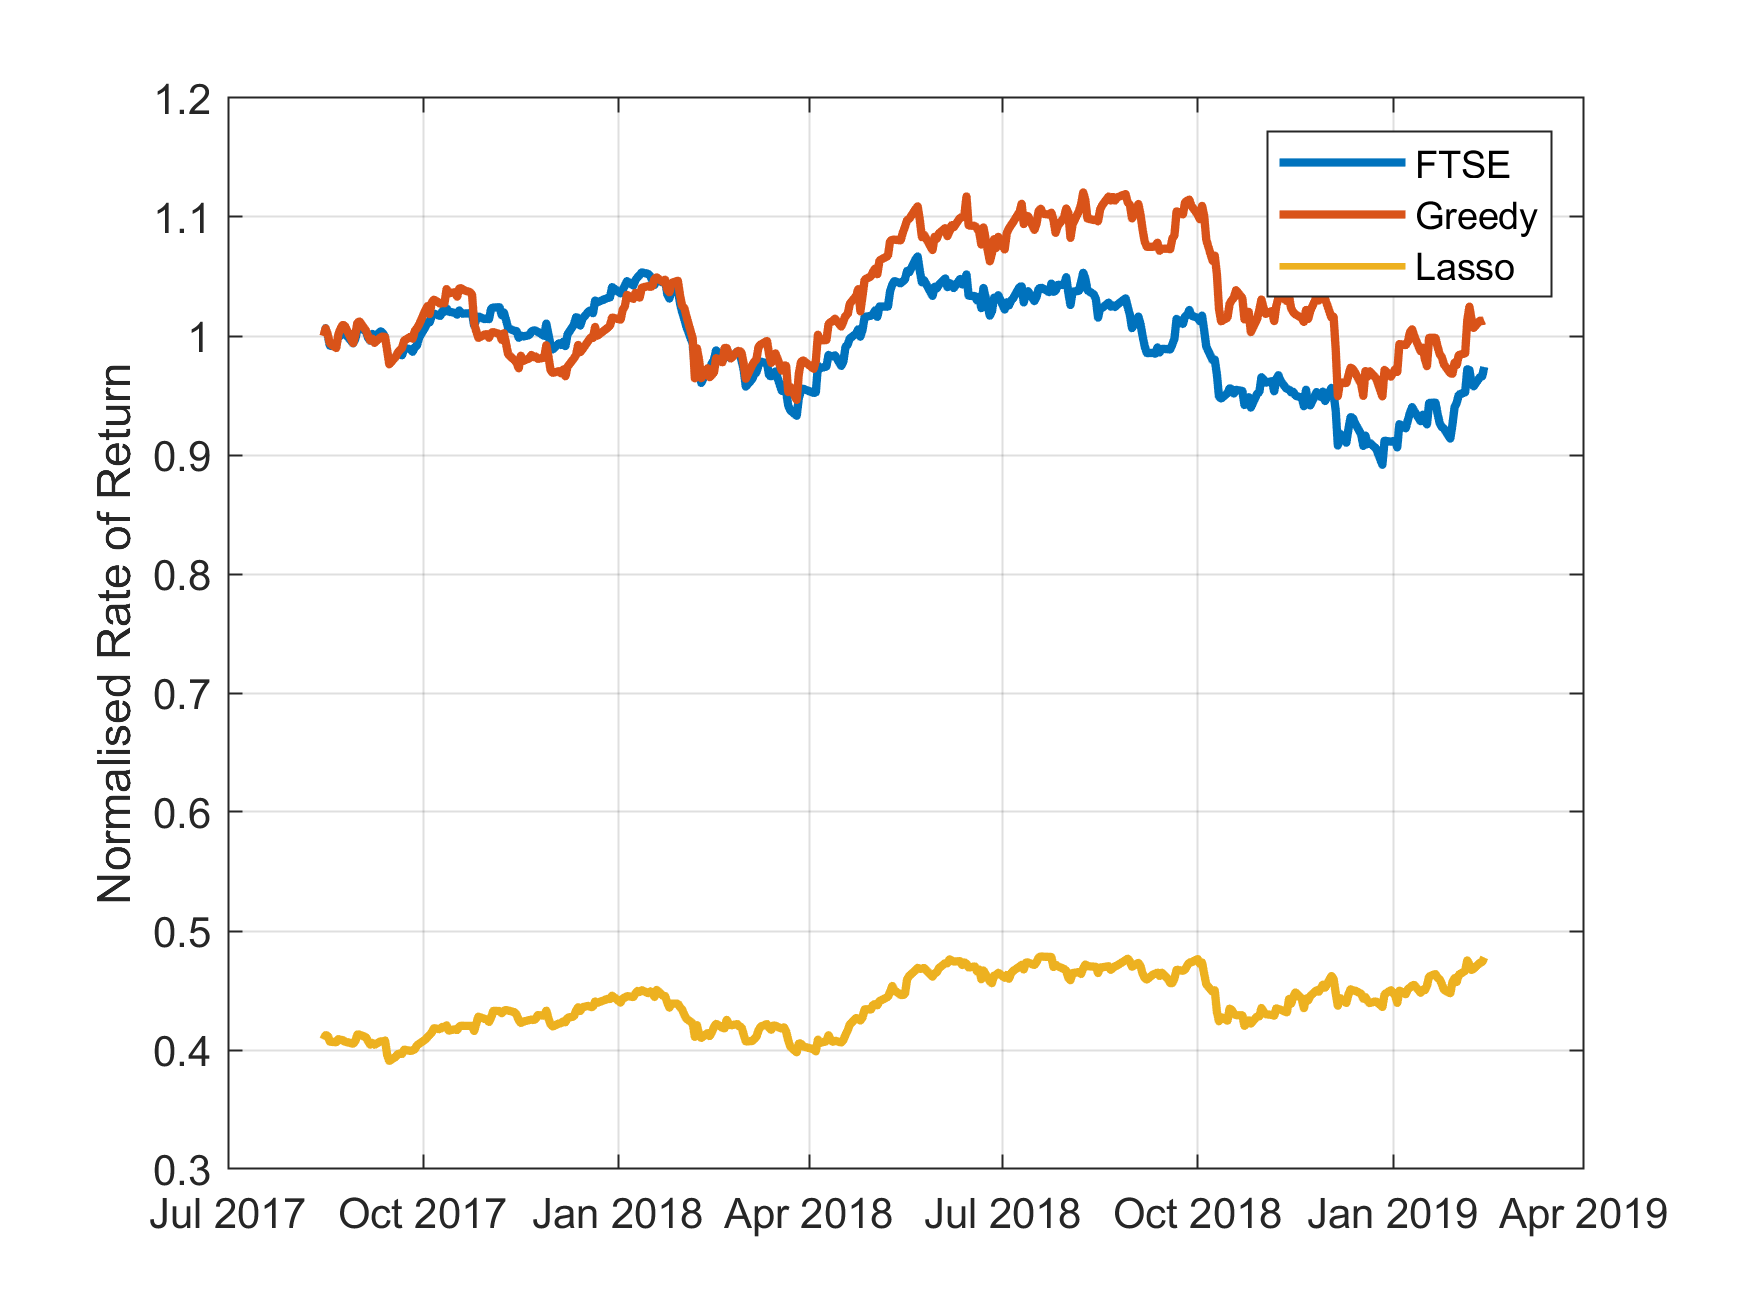 Normalised Rate of Return
1.2
1.1
1
0.9
0.8
0.7
0.6
0.5
0.4
0.3
Jul 2017 Oct 2017 Jan 2018 Apr 2018 Jul 2018 Oct 2018 Jan 2019 Apr 2019
FTSE
Greedy
Lasso